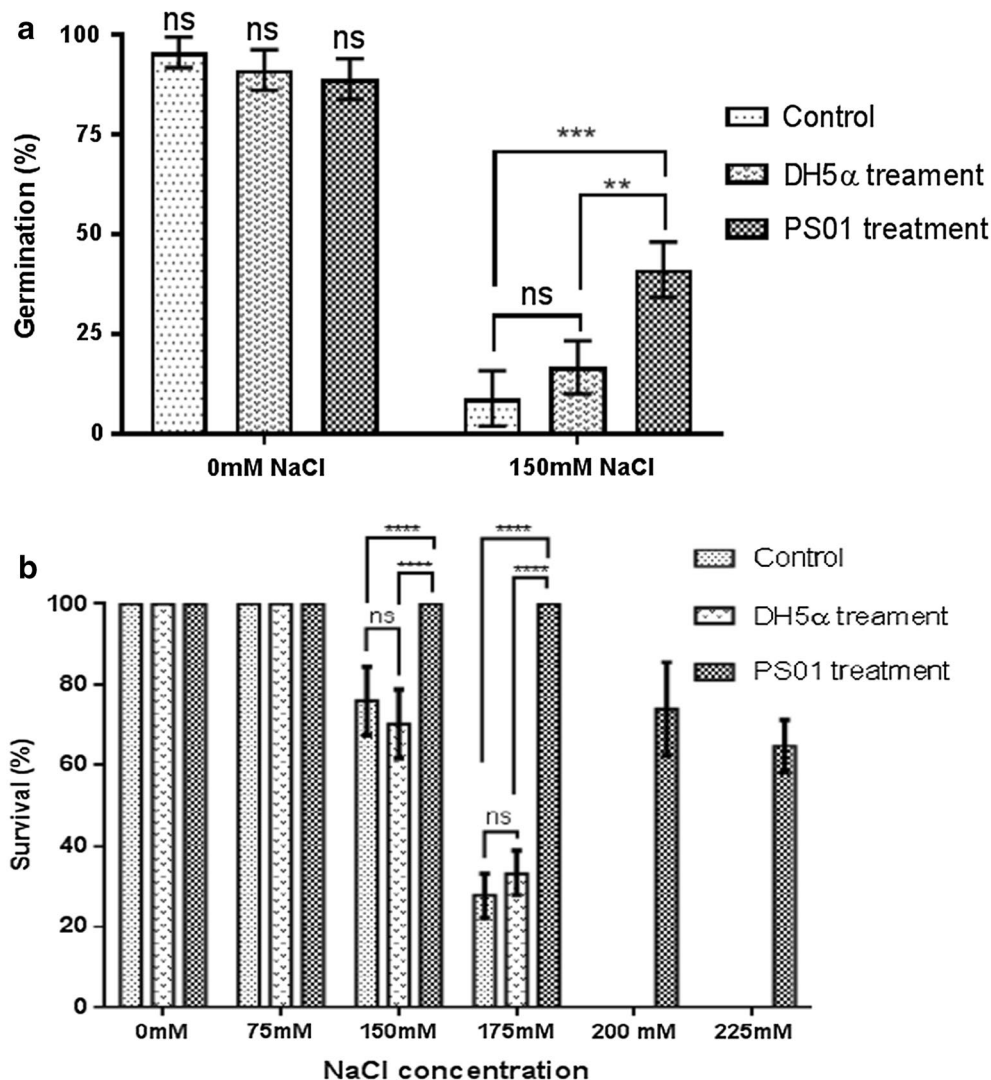 a
100
75
50
25
0
Germination (%)
ns
ns
ns
ns
***
**
0mM NaCl
150mM NaCl
Control
DH5α treament
PS01 treatment
b
100
80
60
40
20
0
Survival (%)
ns
****
****
ns
****
****
0mM
75mM
150mM
175mM
200 mM
225mM
NaCl concentration
Control
DH5α treament
PS01 treatment